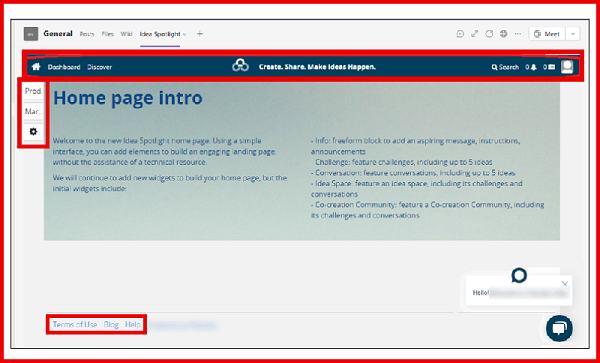 General Posts Files Wiki Idea Spotlight Meet
Dashboard Discover Create. Share. Make Ideas Happen. Search 0 0
Prod
Mar
Home page intro
Welcome to the new Idea Spotlight home page. Using a simple
interface, you can add elements to build an engaging landing page,
without the assistance of a technical resource.
We will continue to add new widgets to build your home page, but the
initial widgets include:
- Info: freeform block to add an aspiring message, instructions,
announcements
Challenge: feature challenges, including up to 5 ideas
- Conversation: feature conversations, including up to 5 ideas
- Idea Space: feature an idea space, including its challenges and
conversations
- Co-creation Community: feature a Co-creation Community, including
its challenges and conversations
Hello!
Terms of Use Blog Help